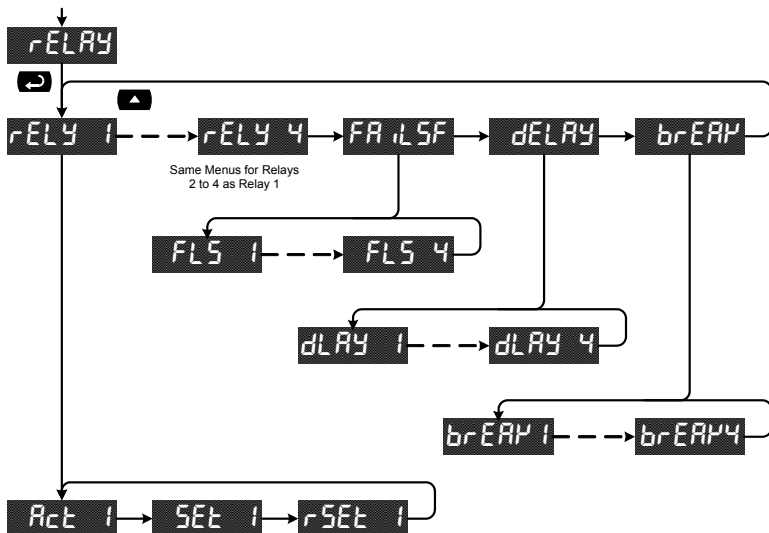 rELAY
rELY 1
rELY 4
FAiLSF
dELAY
brEAK
Same Menus for Relays
2 to 4 as Relay 1
FLS 1
FLS 4
dLAY 1
dLAY 4
brEAK1
brEAK4
Act 1
SEt 1
rSEt 1